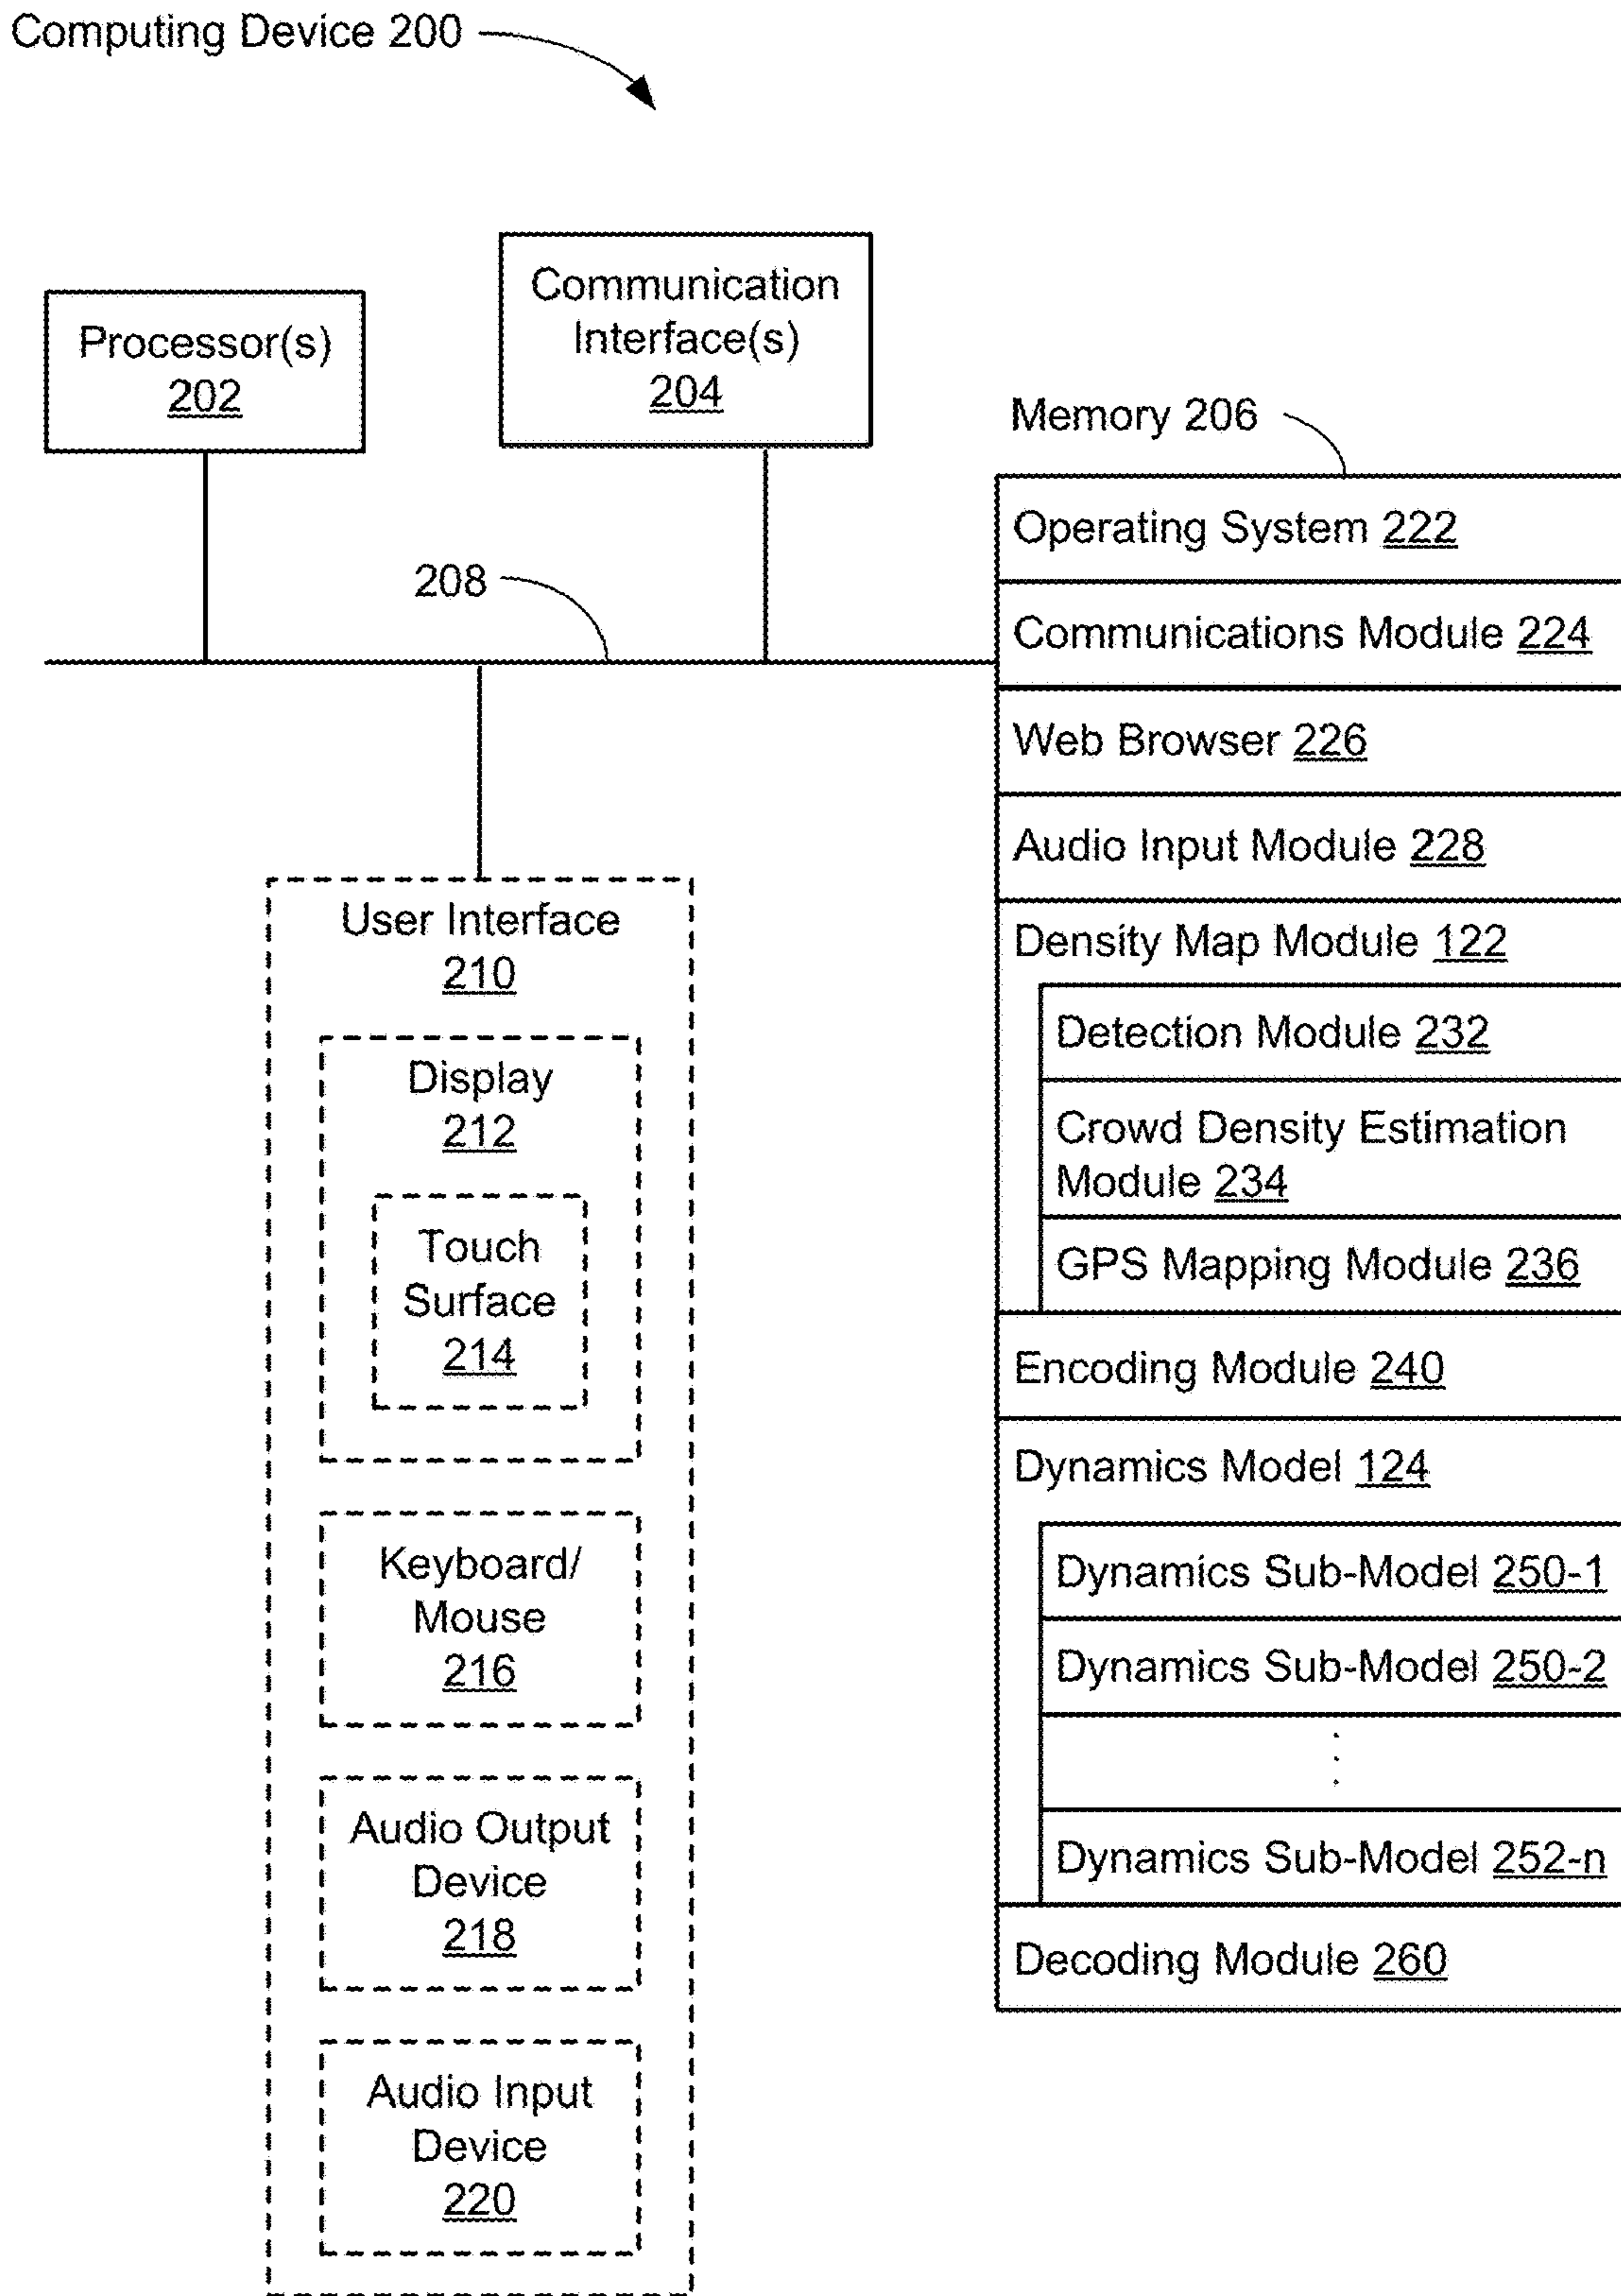 Computing Device 200
Processor(s)
202
Communication
Interface(s)
204
208
Memory 206
Operating System 222
Communications Module 224
Web Browser 226
Audio Input Module 228
Density Map Module 122
Detection Module 232
Crowd Density Estimation
Module 234
GPS Mapping Module 236
Encoding Module 240
Dynamics Model 124
Dynamics Sub-Model 250-1
Dynamics Sub-Model 250-2
⋮
Dynamics Sub-Model 252-n
Decoding Module 260
User Interface
210
Display
212
Touch
Surface
214
Keyboard/
Mouse
216
Audio Output
Device
218
Audio Input
Device
220